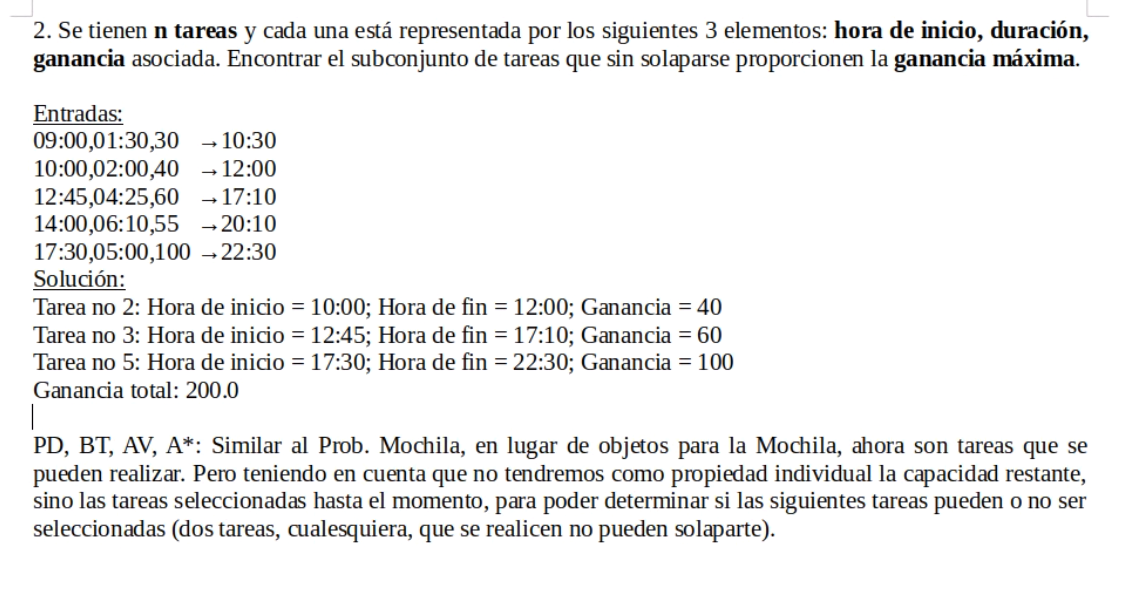 2. Se tienen n tareas y cada una está representada por los siguientes 3 elementos: hora de inicio, duración,
ganancia asociada. Encontrar el subconjunto de tareas que sin solaparse proporcionen la ganancia máxima.
Entradas:
09:00,01:30,30 →10:30
10:00,02:00,40 →12:00
12:45,04:25,60 →17:10
14:00,06:10,55 →20:10
17:30,05:00,100 →22:30
Solución:
Tarea no 2: Hora de inicio = 10:00; Hora de fin = 12:00; Ganancia = 40
Tarea no 3: Hora de inicio = 12:45; Hora de fin = 17:10; Ganancia = 60
Tarea no 5: Hora de inicio = 17:30; Hora de fin = 22:30; Ganancia = 100
Ganancia total: 200.0
PD, BT, AV, A*: Similar al Prob. Mochila, en lugar de objetos para la Mochila, ahora son tareas que se
pueden realizar. Pero teniendo en cuenta que no tendremos como propiedad individual la capacidad restante,
sino las tareas seleccionadas hasta el momento, para poder determinar si las siguientes tareas pueden o no ser
seleccionadas (dos tareas, cualesquiera, que se realicen no pueden solaparte).